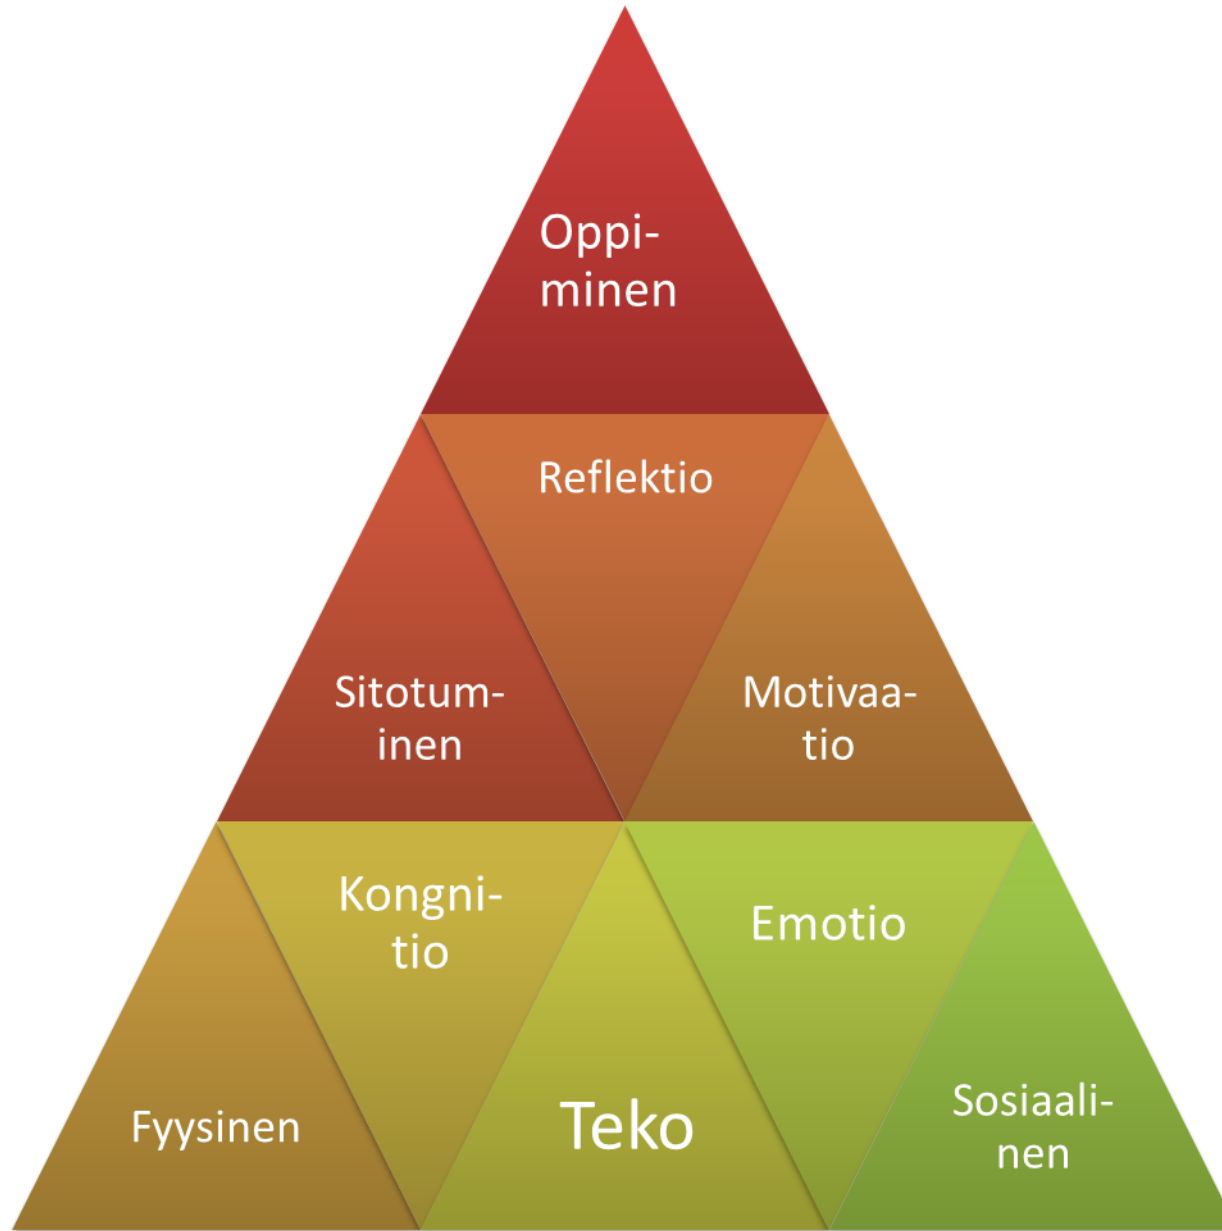 Oppi-
minen
Reflektio
Sitotum-
inen
Motivaa-
tio
Fyysinen
Kongni-
tio
Teko
Emotio
Sosiaali-
nen